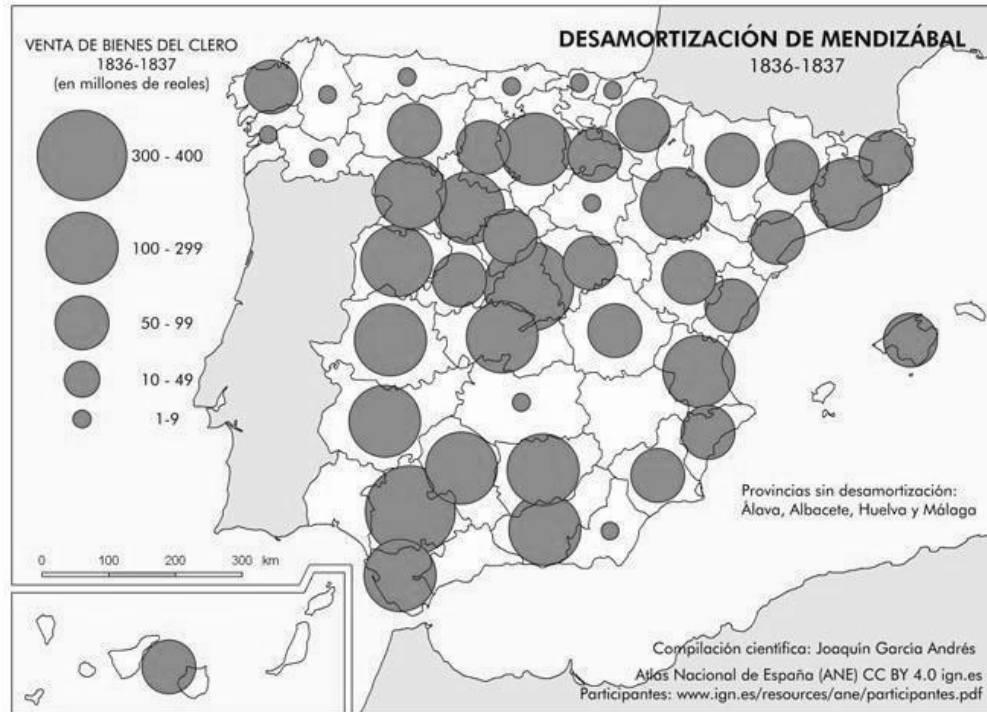 VENTA DE BIENES DEL CLERO
1836-1837
(en millones de reales)
300 - 400
100 - 299
50 - 99
10 - 49
1-9
DESAMORTIZACIÓN DE MENDIZÁBAL
1836-1837
Provincias sin desamortización:
Álava, Albacete, Huelva y Málaga
0 100 200 300 km
Compilación científica: Joaquín García Andrés
Atlas Nacional de España (ANE) CC BY 4.0 ign.es
Participantes: www.ign.es/resources/ane/participantes.pdf